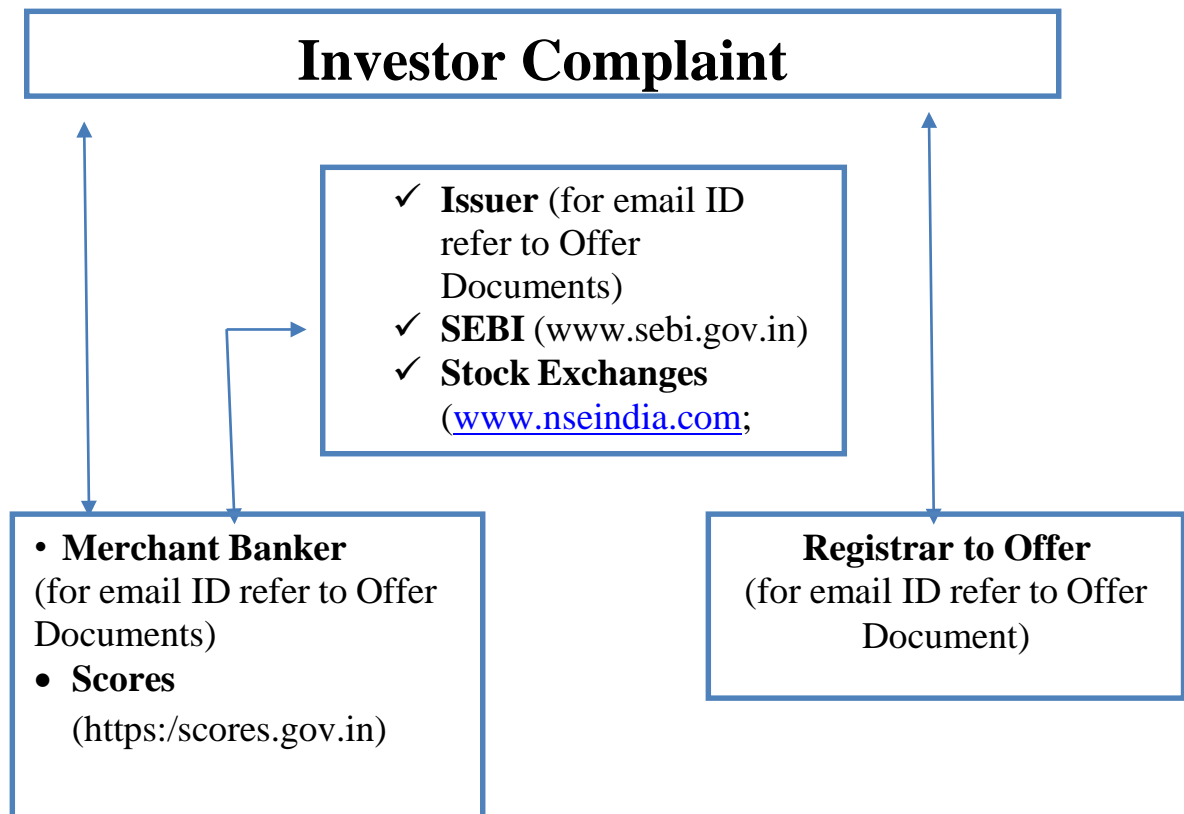 Investor Complaint
✓ Issuer (for email ID
refer to Offer
Documents)
✓ SEBI (www.sebi.gov.in)
✓ Stock Exchanges
(www.nseindia.com;
• Merchant Banker
(for email ID refer to Offer
Documents)
• Scores
(https:/scores.gov.in)
Registrar to Offer
(for email ID refer to Offer
Document)